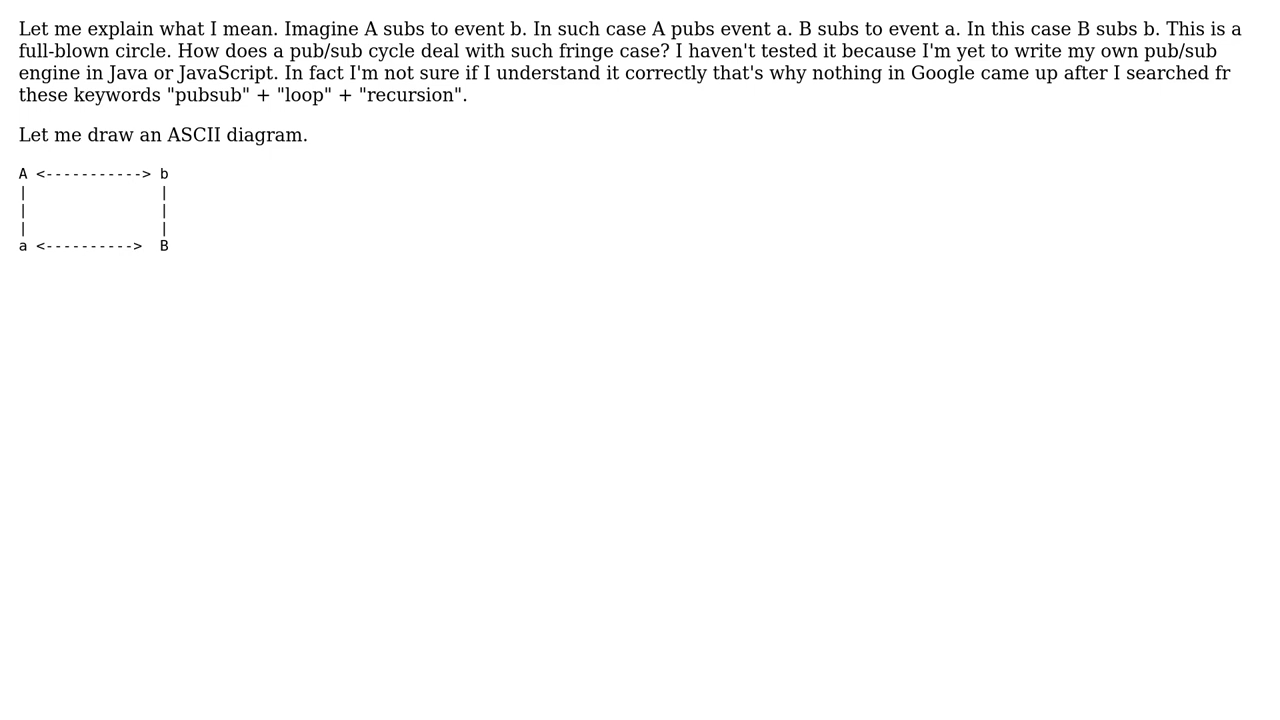 Let me explain what I mean. Imagine A subs to event b. In such case A pubs event a. B subs to event a. In this case B subs b. This is a
full-blown circle. How does a pub/sub cycle deal with such fringe case? I haven't tested it because I'm yet to write my own pub/sub
engine in Java or JavaScript. In fact I'm not sure if I understand it correctly that's why nothing in Google came up after I searched fr
these keywords "pubsub" + "loop" + "recursion".
Let me draw an ASCII diagram.
A <-----------> b
|               |
|               |
|               |
a <---------->  B